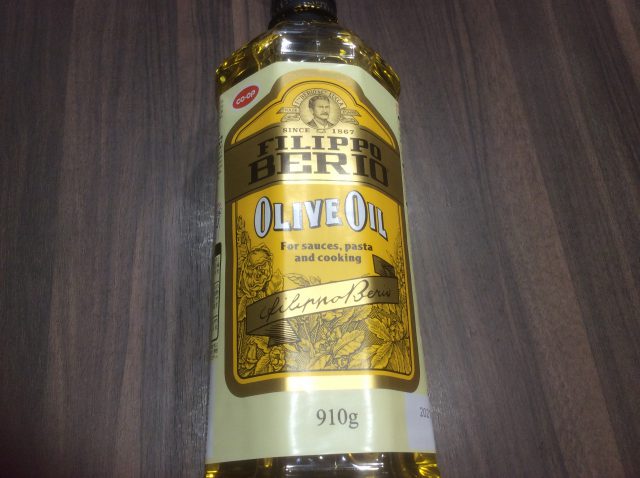 CO-OP
SINCE 1867
FILIPPO
BERIO
OLIVE OIL
For sauces, pasta
and cooking
Filippo Berio
910g